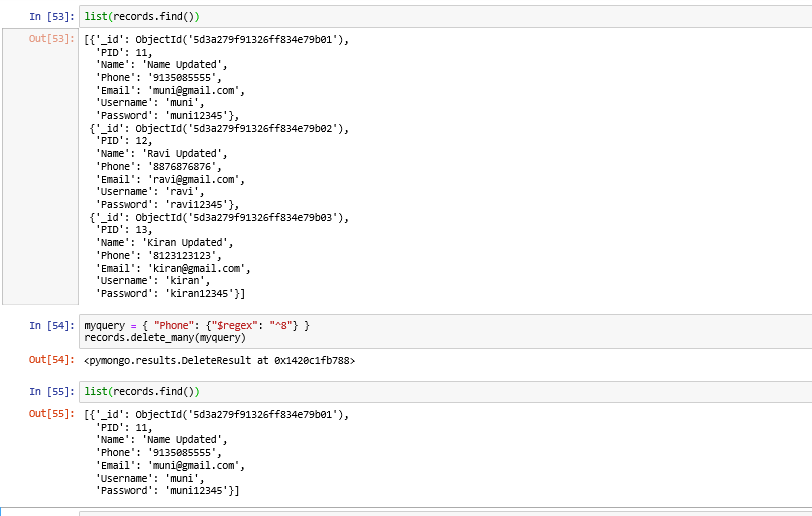 In [53]: list(records.find())
Out[53]: [{'_id': ObjectId('5d3a279f91326ff834e79b01'),
'PID': 11,
'Name': 'Name Updated',
'Phone': '9135085555',
'Email': 'muni@gmail.com',
'Username': 'muni',
'Password': 'muni12345'},
{'_id': ObjectId('5d3a279f91326ff834e79b02'),
'PID': 12,
'Name': 'Ravi Updated',
'Phone': '8876876876',
'Email': 'ravi@gmail.com',
'Username': 'ravi',
'Password': 'ravi12345'},
{'_id': ObjectId('5d3a279f91326ff834e79b03'),
'PID': 13,
'Name': 'Kiran Updated',
'Phone': '8123123123',
'Email': 'kiran@gmail.com',
'Username': 'kiran',
'Password': 'kiran12345'}]
In [54]: myquery = { "Phone": {"$regex": "^8"} }
records.delete_many(myquery)
Out[54]: <pymongo.results.DeleteResult at 0x1420c1fb788>
In [55]: list(records.find())
Out[55]: [{'_id': ObjectId('5d3a279f91326ff834e79b01'),
'PID': 11,
'Name': 'Name Updated',
'Phone': '9135085555',
'Email': 'muni@gmail.com',
'Username': 'muni',
'Password': 'muni12345'}]